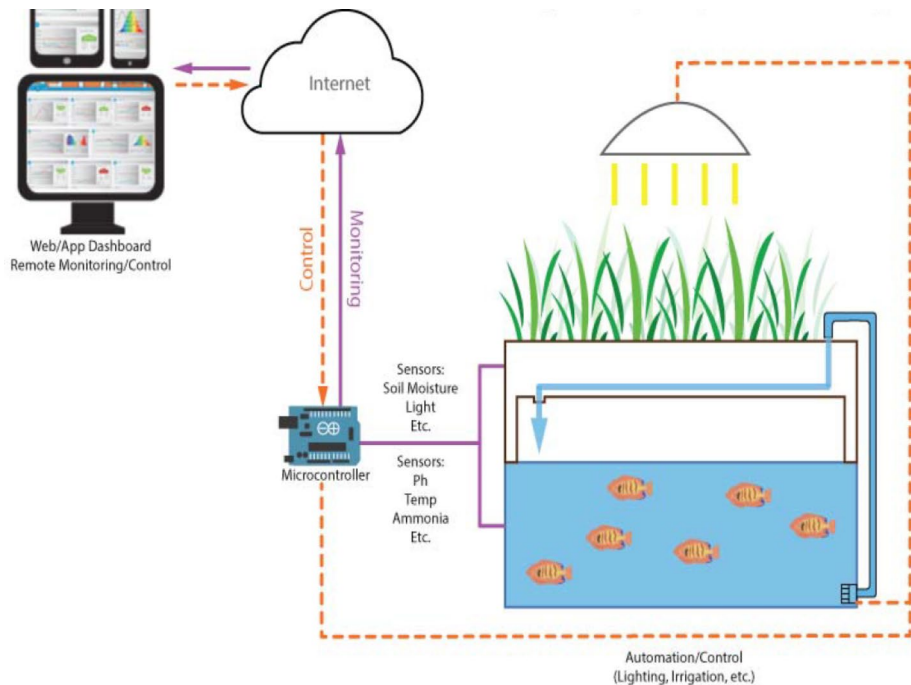 Internet
Web/App Dashboard
Remote Monitoring/Control
Control
Monitoring
Sensors:
Soil Moisture
Light
Etc.
Microcontroller
Sensors:
Ph
Temp
Ammonia
Etc.
Automation/Control
(Lighting, Irrigation, etc.)